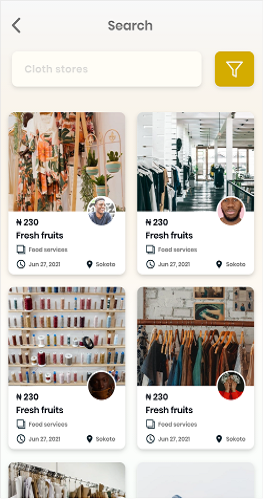 Search
Cloth stores
₦ 230
Fresh fruits
Food services
Jun 27, 2021 Sokoto
₦ 230
Fresh fruits
Food services
Jun 27, 2021 Sokoto
₦ 230
Fresh fruits
Food services
Jun 27, 2021 Sokoto
₦ 230
Fresh fruits
Food services
Jun 27, 2021 Sokoto